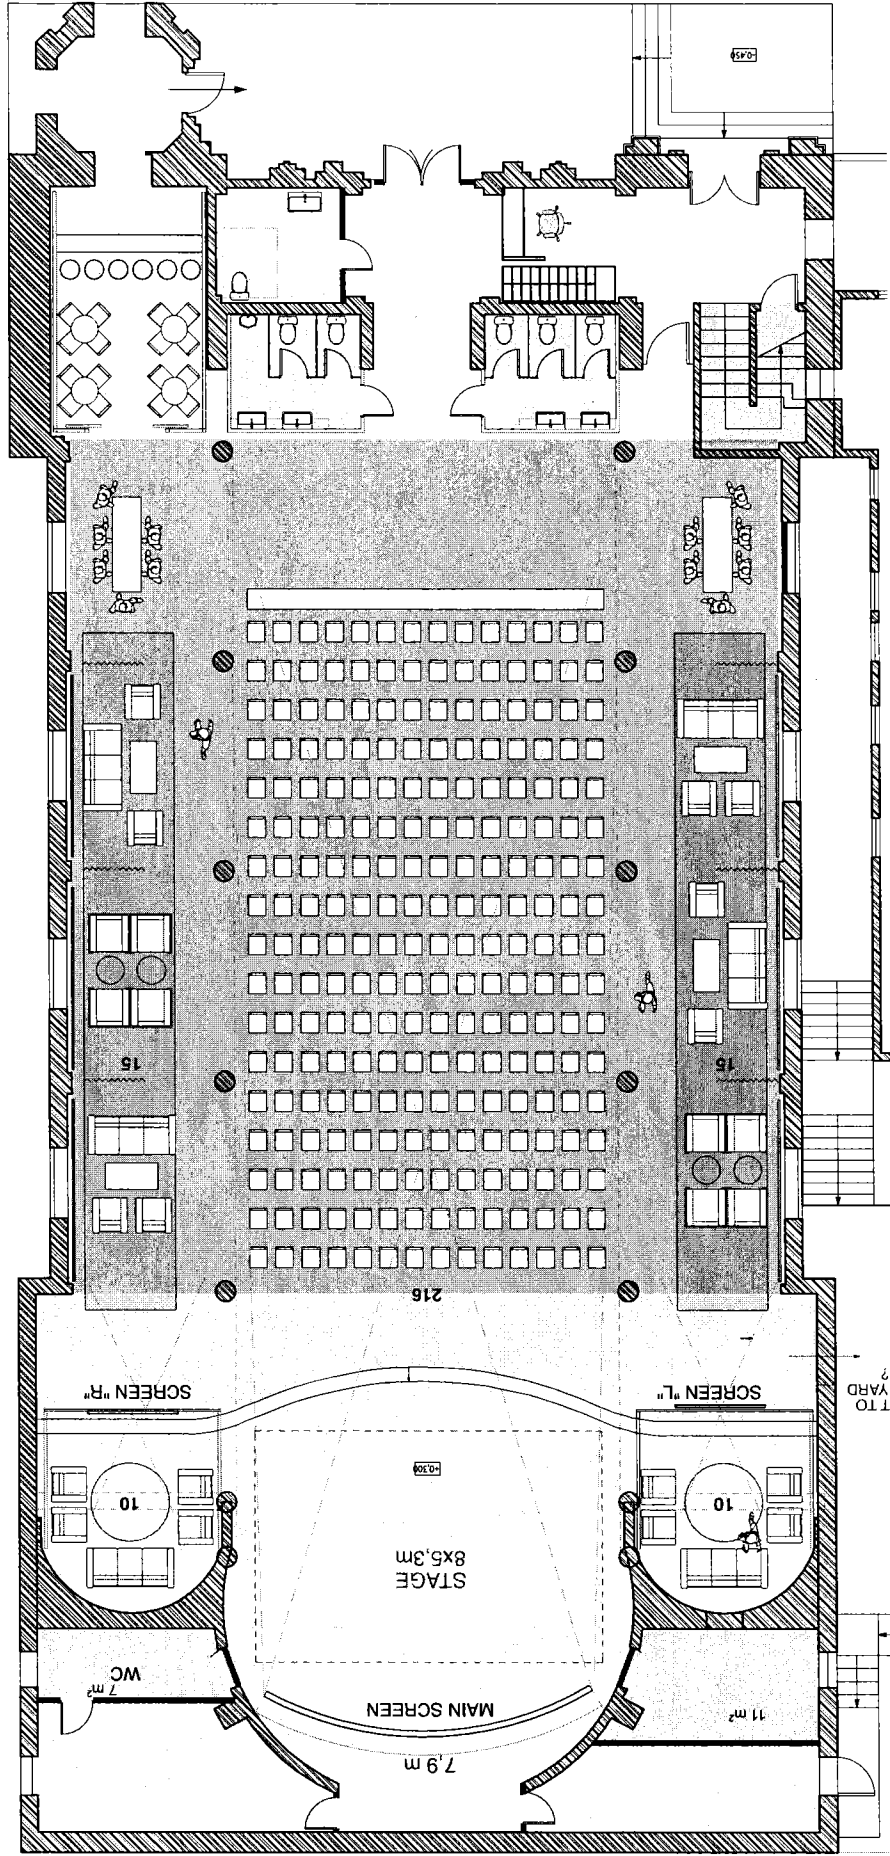 7,9 m
MAIN SCREEN
11 m²
7 m²
WC
STAGE
8x5,3m
10
10
+0,300
T TO
YARD
?
SCREEN "L"
SCREEN "R"
216
15
15
-0,450